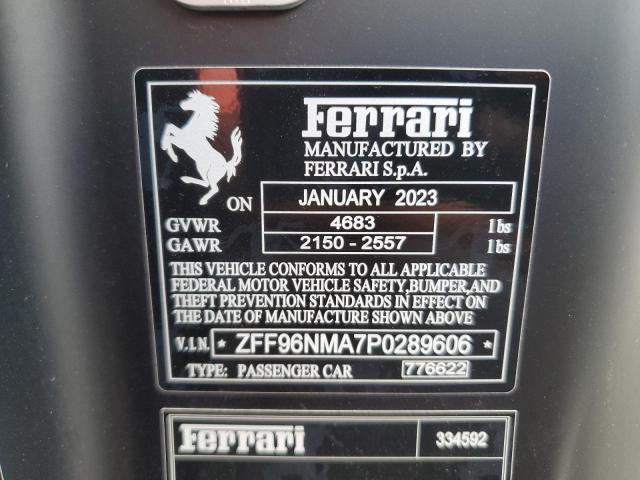 Ferrari
MANUFACTURED BY
FERRARI S.p.A.
ON JANUARY 2023
GVWR 4683 lbs
GAWR 2150 - 2557 lbs
THIS VEHICLE CONFORMS TO ALL APPLICABLE
FEDERAL MOTOR VEHICLE SAFETY,BUMPER,AND
THEFT PREVENTION STANDARDS IN EFFECT ON
THE DATE OF MANUFACTURE SHOWN ABOVE
V.I.N. * ZFF96NMA7P0289606 *
TYPE: PASSENGER CAR 776622
Ferrari 334592